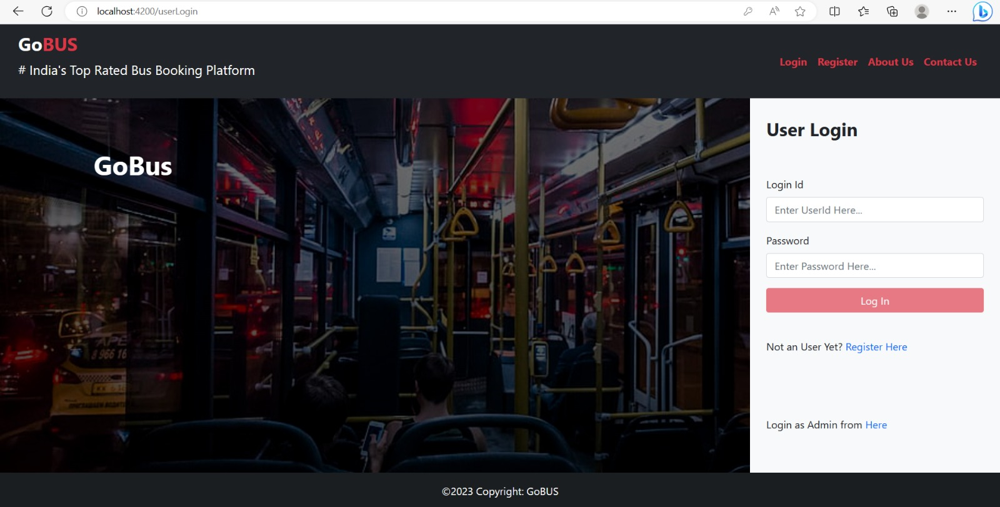 localhost:4200/userLogin
GoBUS
# India's Top Rated Bus Booking Platform
Login Register About Us Contact Us
GoBus
User Login
Login Id
Enter UserId Here...
Password
Enter Password Here...
Log In
Not an User Yet? Register Here
Login as Admin from Here
©2023 Copyright: GoBUS